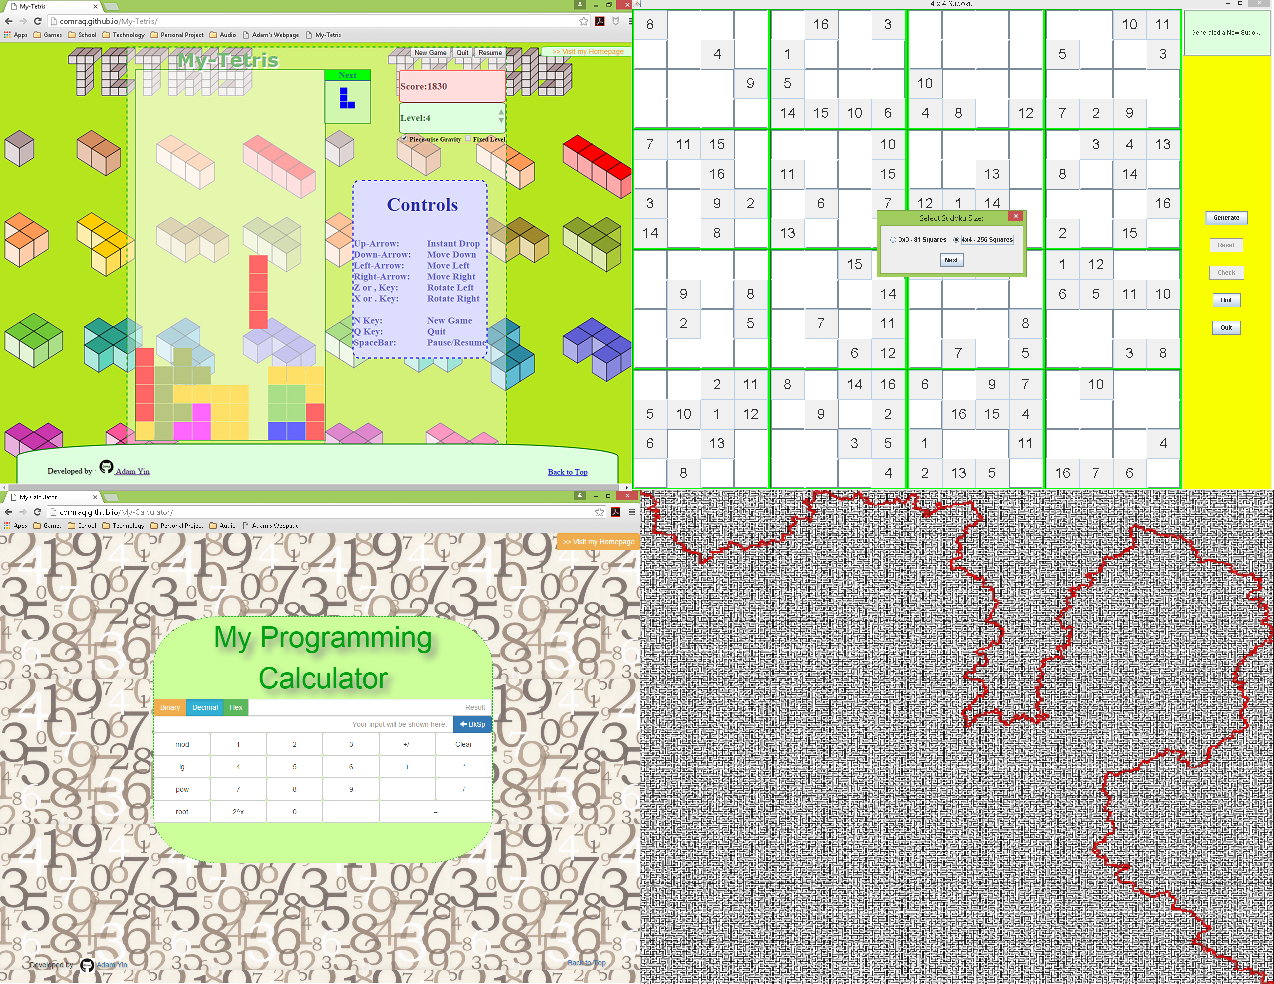 My-Tetris
comraq.github.io/My-Tetris/
Apps Games School Technology Personal Project Audio Adam's Webpage My-Tetris
My-Tetris
New Game Quit Resume
>> Visit my Homepage
Next
Score:1830
Level:4
Piece-wise Gravity Fixed Level
Controls
Up-Arrow: Instant Drop
Down-Arrow: Move Down
Left-Arrow: Move Left
Right-Arrow: Move Right
Z or , Key: Rotate Left
X or . Key: Rotate Right
N Key: New Game
Q Key: Quit
SpaceBar: Pause/Resume
Developed by - Adam Yin
Back to Top
4 x 4 Sudoku
6 16 3 10 11
4 1 5 3
9 5 10
14 15 10 6 4 8 12 7 2 9
7 11 15 10 3 4 13
16 11 15 13 8 14
3 9 2 6 7 12 1 14 16
14 8 13 2 15
15 1 12
9 8 14 6 5 11 10
2 5 7 11 8
6 12 7 5 3 8
2 11 8 14 16 6 9 7 10
5 10 1 12 9 2 16 15 4
6 13 3 5 1 11 4
8 4 2 13 5 16 7 6
Select Sudoku Size:
3x3 - 81 Squares 4x4 - 256 Squares
Next
Generated a New Sudoku.
Generate
Reset
Check
Hint
Quit
My Calculator
comraq.github.io/My-Calculator/
Apps Games School Technology Personal Project Audio Adam's Webpage
>> Visit my Homepage
My Programming
Calculator
Binary Decimal Hex Result
Your input will be shown here. BkSp
mod 1 2 3 +/ Clear
lg 4 5 6
pow 7 8 9 /
root 2^x 0 =
Developed by - Adam Yin
Back to Top